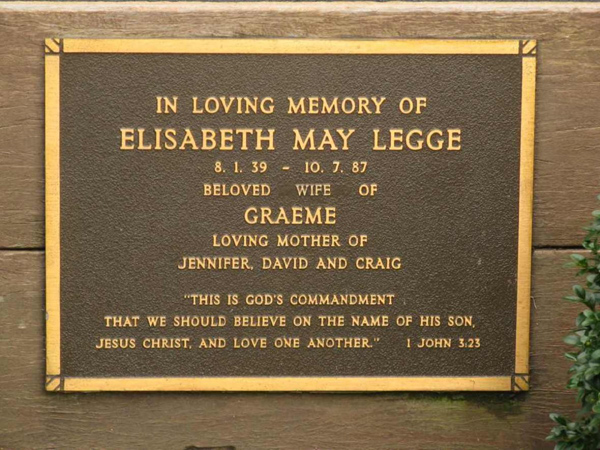 IN LOVING MEMORY OF
ELISABETH MAY LEGGE
8. 1. 39 - 10. 7. 87
BELOVED WIFE OF
GRAEME
LOVING MOTHER OF
JENNIFER, DAVID AND CRAIG
"THIS IS GOD'S COMMANDMENT
THAT WE SHOULD BELIEVE ON THE NAME OF HIS SON,
JESUS CHRIST, AND LOVE ONE ANOTHER." 1 JOHN 3:23